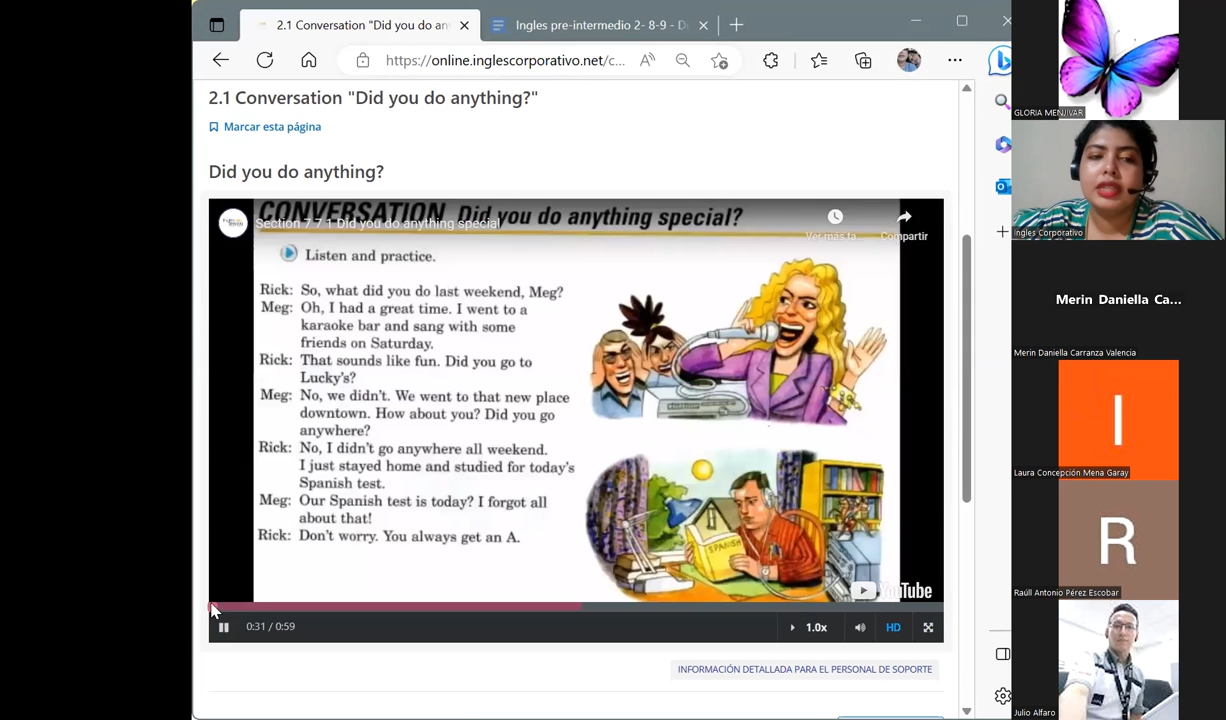 2.1 Conversation "Did you do an
Ingles pre-intermedio 2- 8-9 - D
https://online.inglescorporativo.net/c...
2.1 Conversation "Did you do anything?"
Marcar esta página
Did you do anything?
CONVERSATION Did you do anything special?
Section 7 7 1 Did you do anything special
Ver más ta...
Compartir
Listen and practice.
Rick: So, what did you do last weekend, Meg?
Meg: Oh, I had a great time. I went to a
karaoke bar and sang with some
friends on Saturday.
Rick: That sounds like fun. Did you go to
Lucky's?
Meg: No, we didn't. We went to that new place
downtown. How about you? Did you go
anywhere?
Rick: No, I didn't go anywhere all weekend.
I just stayed home and studied for today's
Spanish test.
Meg: Our Spanish test is today? I forgot all
about that!
Rick: Don't worry. You always get an A.
SPANISH
YouTube
0:31 / 0:59
1.0x
HD
INFORMACIÓN DETALLADA PARA EL PERSONAL DE SOPORTE
GLORIA MENJIVAR
Ingles Corporativo
Merin Daniella Ca...
Merin Daniella Carranza Valencia
I
Laura Concepción Mena Garay
R
Raúll Antonio Pérez Escobar
Julio Alfaro